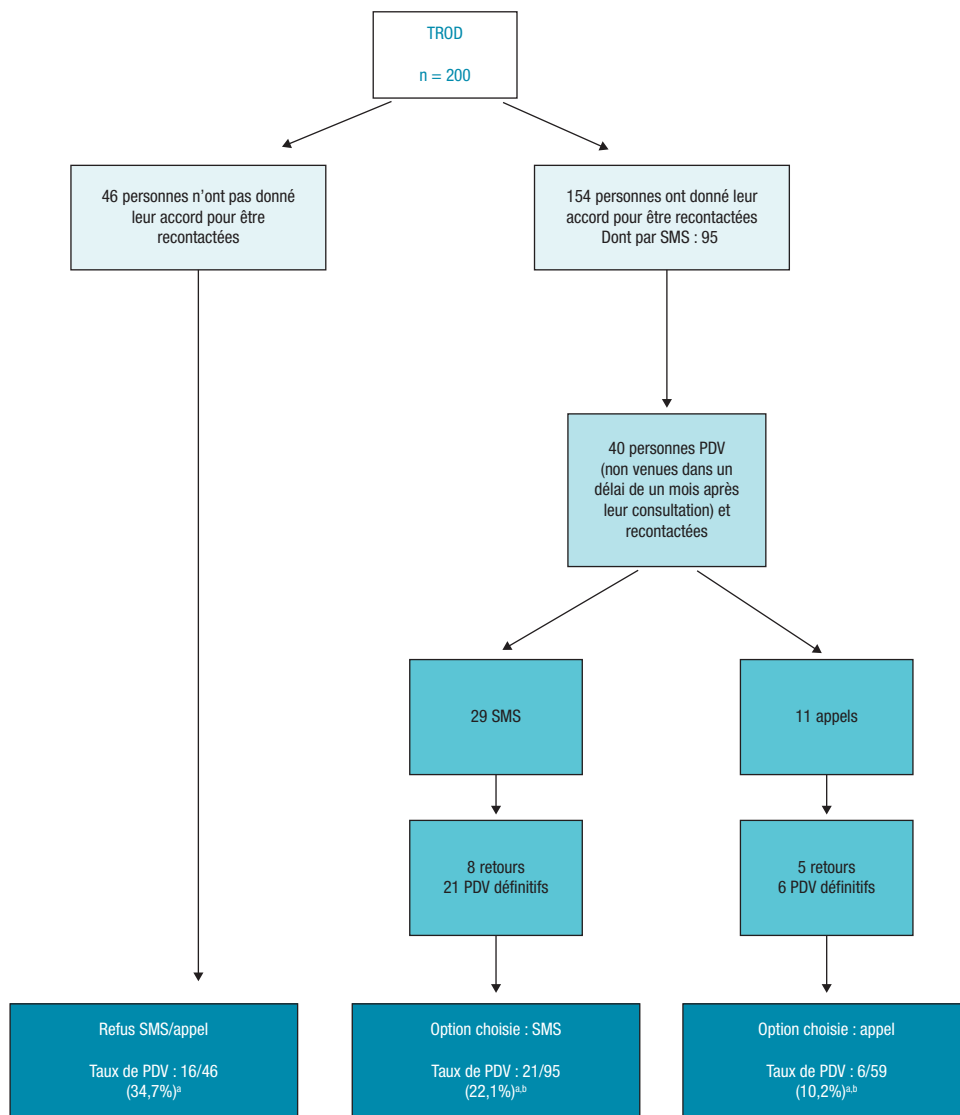 TROD
n = 200
46 personnes n’ont pas donné
leur accord pour être
recontactées
154 personnes ont donné leur
accord pour être recontactées
Dont par SMS : 95
40 personnes PDV
(non venues dans un
délai de un mois après
leur consultation) et
recontactées
29 SMS
11 appels
8 retours
21 PDV définitifs
5 retours
6 PDV définitifs
Refus SMS/appel
Taux de PDV : 16/46
(34,7%)ᵃ
Option choisie : SMS
Taux de PDV : 21/95
(22,1%)ᵃ,ᵇ
Option choisie : appel
Taux de PDV : 6/59
(10,2%)ᵃ,ᵇ